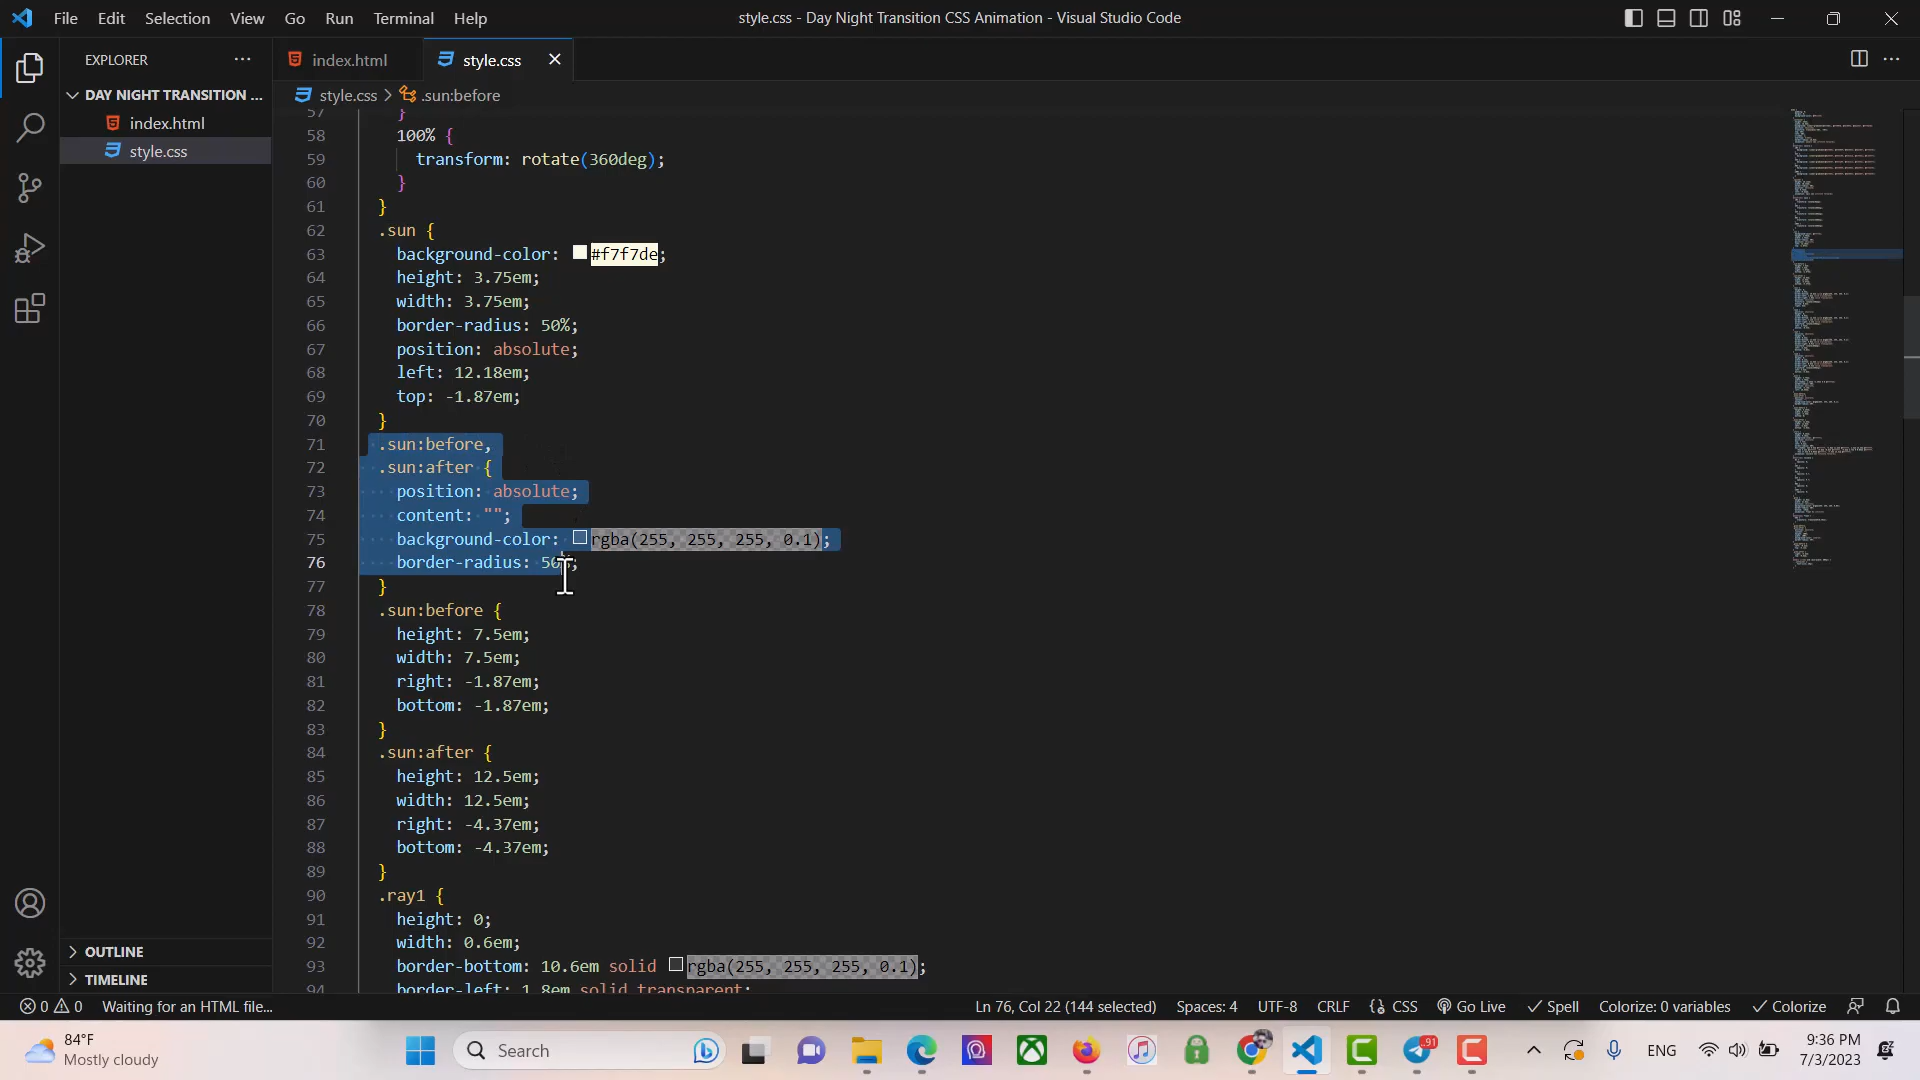 File Edit Selection View Go Run Terminal Help
style.css - Day Night Transition CSS Animation - Visual Studio Code
EXPLORER
DAY NIGHT TRANSITION ...
index.html
style.css
index.html
style.css
style.css > .sun:before
57 }
58 100% {
59 transform: rotate(360deg);
60 }
61 }
62 .sun {
63 background-color: #f7f7de;
64 height: 3.75em;
65 width: 3.75em;
66 border-radius: 50%;
67 position: absolute;
68 left: 12.18em;
69 top: -1.87em;
70 }
71 .sun:before,
72 .sun:after {
73 position: absolute;
74 content: "";
75 background-color: rgba(255, 255, 255, 0.1);
76 border-radius: 50%;
77 }
78 .sun:before {
79 height: 7.5em;
80 width: 7.5em;
81 right: -1.87em;
82 bottom: -1.87em;
83 }
84 .sun:after {
85 height: 12.5em;
86 width: 12.5em;
87 right: -4.37em;
88 bottom: -4.37em;
89 }
90 .ray1 {
91 height: 0;
92 width: 0.6em;
93 border-bottom: 10.6em solid rgba(255, 255, 255, 0.1);
94 border-left: 1.8em solid transparent;
OUTLINE
TIMELINE
0 0 Waiting for an HTML file...
Ln 76, Col 22 (144 selected) Spaces: 4 UTF-8 CRLF CSS Go Live Spell Colorize: 0 variables Colorize
84°F
Mostly cloudy
Search
91
ENG
9:36 PM
7/3/2023